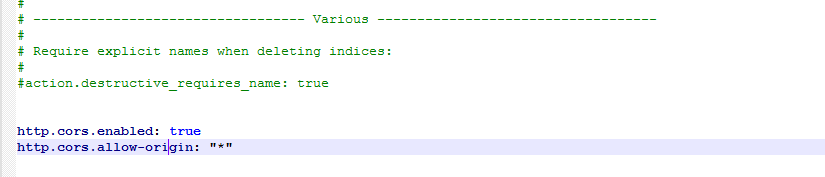 #
# ---------------------------------- Various -----------------------------------
#
# Require explicit names when deleting indices:
#
#action.destructive_requires_name: true
http.cors.enabled: true
http.cors.allow-origin: "*"